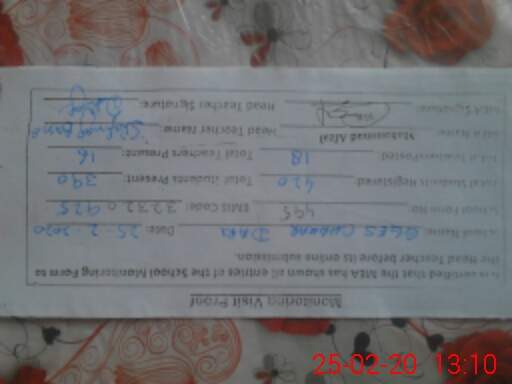 Monitoring Visit Proof
It is certified that the MEA has shown all entries of the School Monitoring Form to
the Head Teacher before its online submission.
School Name: GGES CHAHAR DARI Date: 25-2-2020
School Form No: 495 EMIS Code: 32320925
Total Students Registered: 420 Total Students Present: 390
Total Teachers Posted: 18 Total Teachers Present: 16
MEA Name: Muhammad Afzal Head Teacher Name:
MEA Signature: Head Teacher Signature:
25-02-20 13:10